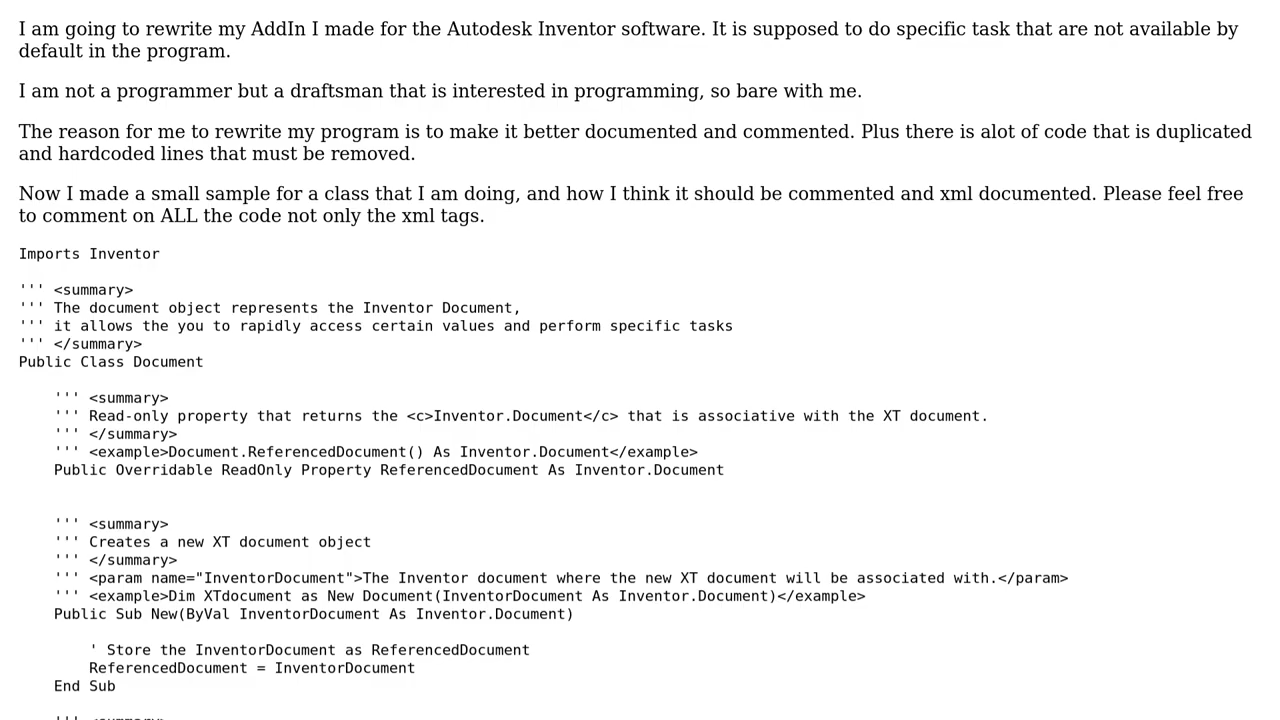 I am going to rewrite my AddIn I made for the Autodesk Inventor software. It is supposed to do specific task that are not available by
default in the program.
I am not a programmer but a draftsman that is interested in programming, so bare with me.
The reason for me to rewrite my program is to make it better documented and commented. Plus there is alot of code that is duplicated
and hardcoded lines that must be removed.
Now I made a small sample for a class that I am doing, and how I think it should be commented and xml documented. Please feel free
to comment on ALL the code not only the xml tags.
Imports Inventor
''' <summary>
''' The document object represents the Inventor Document,
''' it allows the you to rapidly access certain values and perform specific tasks
''' </summary>
Public Class Document
''' <summary>
''' Read-only property that returns the <c>Inventor.Document</c> that is associative with the XT document.
''' </summary>
''' <example>Document.ReferencedDocument() As Inventor.Document</example>
Public Overridable ReadOnly Property ReferencedDocument As Inventor.Document
''' <summary>
''' Creates a new XT document object
''' </summary>
''' <param name="InventorDocument">The Inventor document where the new XT document will be associated with.</param>
''' <example>Dim XTdocument as New Document(InventorDocument As Inventor.Document)</example>
Public Sub New(ByVal InventorDocument As Inventor.Document)
' Store the InventorDocument as ReferencedDocument
ReferencedDocument = InventorDocument
End Sub